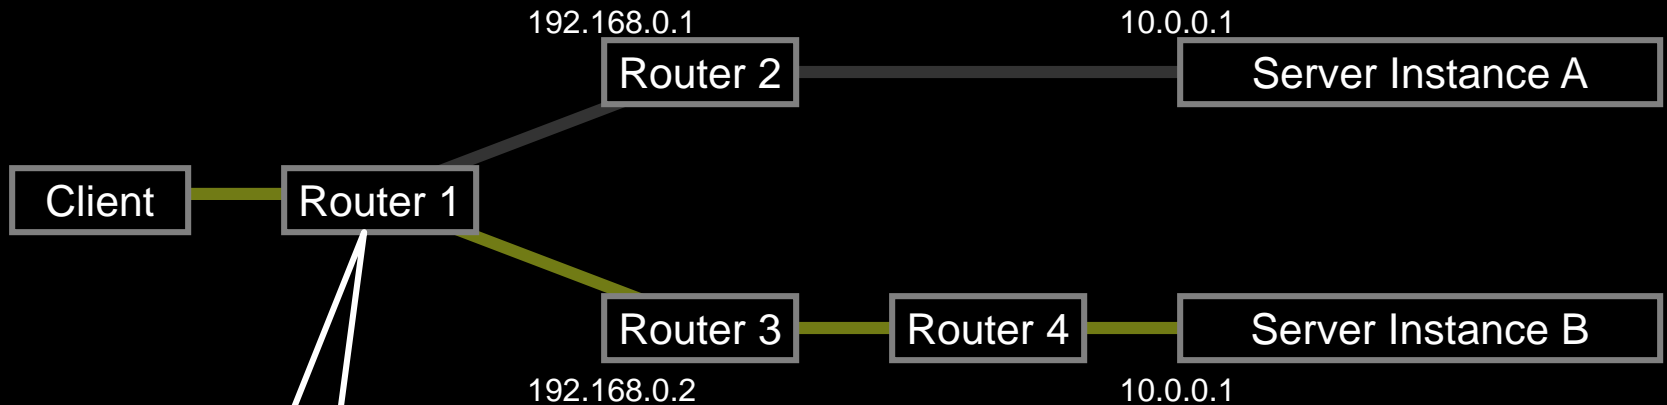 192.168.0.1
10.0.0.1
Router 2
Server Instance A
Client
Router 1
Router 3
Router 4
Server Instance B
192.168.0.2
10.0.0.1